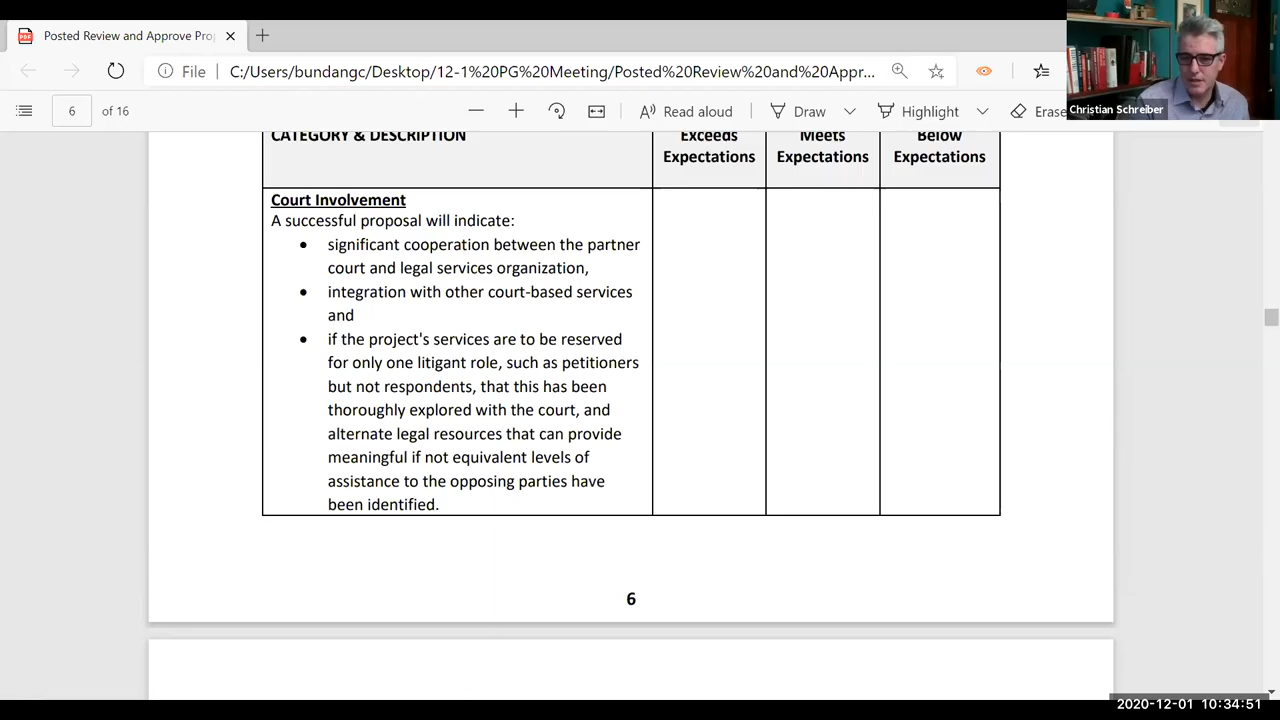 Posted Review and Approve Pro
File
C:/Users/bundangc/Desktop/12-1%20PG%20Meeting/Posted%20Review%20and%20Appr...
6
of 16
Read aloud
Draw
Highlight
Erase
Christian Schreiber
CATEGORY & DESCRIPTION
Exceeds
Expectations
Meets
Expectations
Below
Expectations
Court Involvement
A successful proposal will indicate:
• significant cooperation between the partner
court and legal services organization,
• integration with other court-based services
and
• if the project's services are to be reserved
for only one litigant role, such as petitioners
but not respondents, that this has been
thoroughly explored with the court, and
alternate legal resources that can provide
meaningful if not equivalent levels of
assistance to the opposing parties have
been identified.
6
2020-12-01 10:34:51